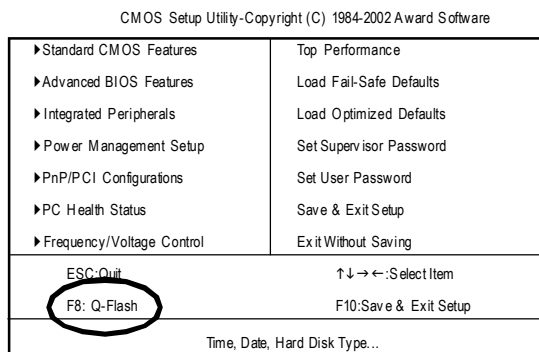 CMOS Setup Utility-Copyright (C) 1984-2002 Award Software
▶Standard CMOS Features
▶Advanced BIOS Features
▶Integrated Peripherals
▶Power Management Setup
▶PnP/PCI Configurations
▶PC Health Status
▶Frequency/Voltage Control
Top Performance
Load Fail-Safe Defaults
Load Optimized Defaults
Set Supervisor Password
Set User Password
Save & Exit Setup
Exit Without Saving
ESC:Quit
↑↓→←:Select Item
F8: Q-Flash
F10:Save & Exit Setup
Time, Date, Hard Disk Type...